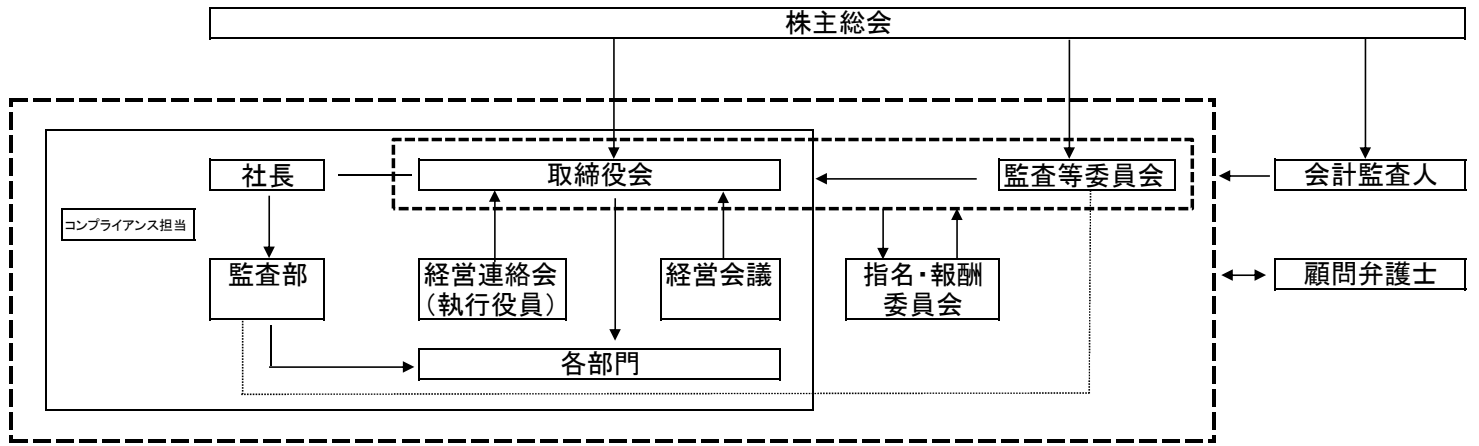 株主総会
社長
取締役会
監査等委員会
会計監査人
コンプライアンス担当
監査部
経営連絡会
(執行役員)
経営会議
指名・報酬
委員会
顧問弁護士
各部門